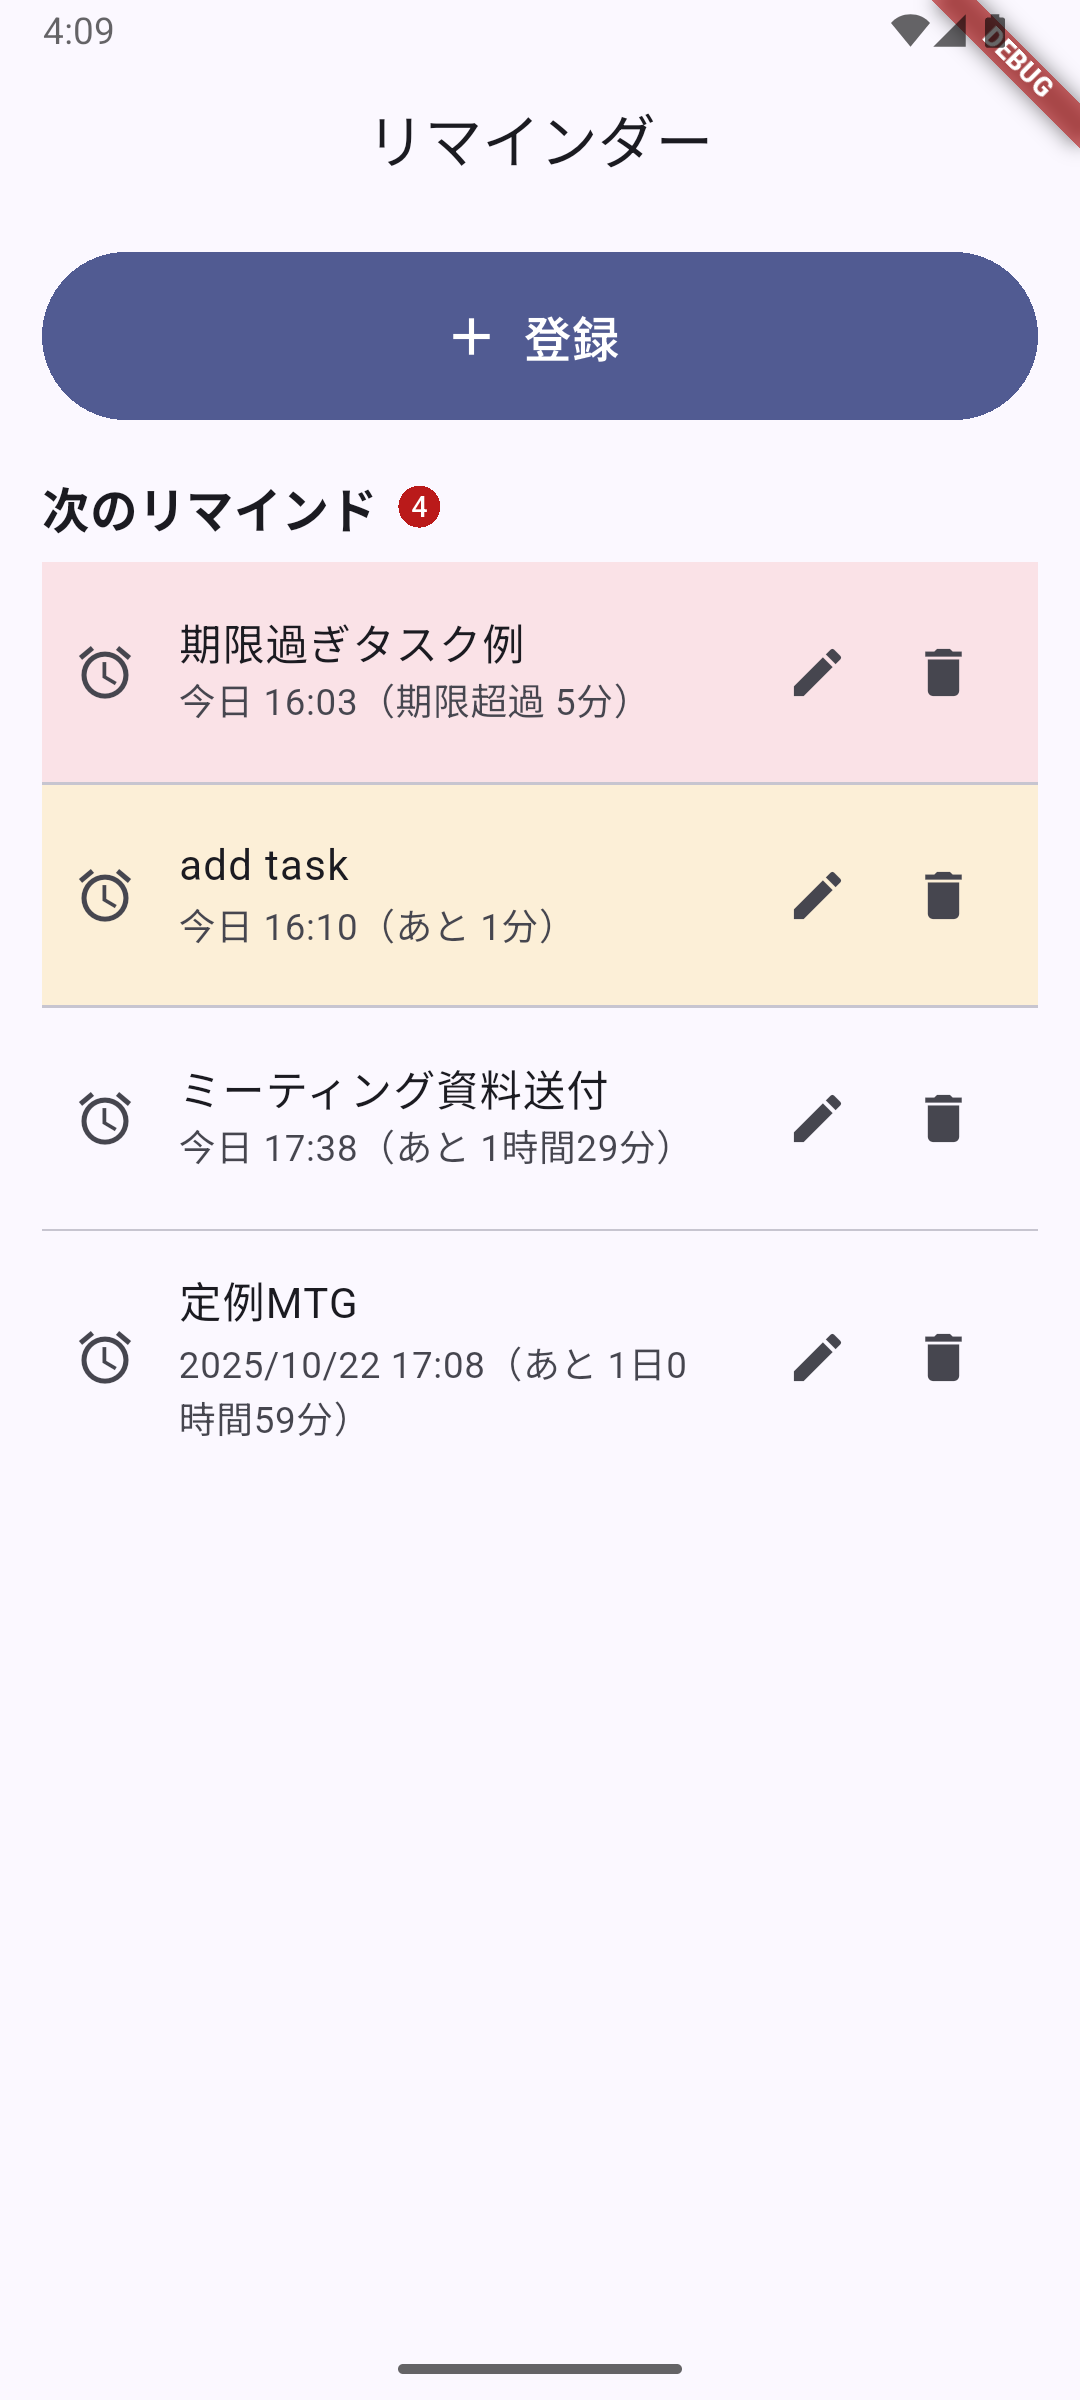 4:09
DEBUG
リマインダー
+ 登録
次のリマインド 4
期限過ぎタスク例
今日 16:03（期限超過 5分）
add task
今日 16:10（あと 1分）
ミーティング資料送付
今日 17:38（あと 1時間29分）
定例MTG
2025/10/22 17:08（あと 1日0
時間59分）